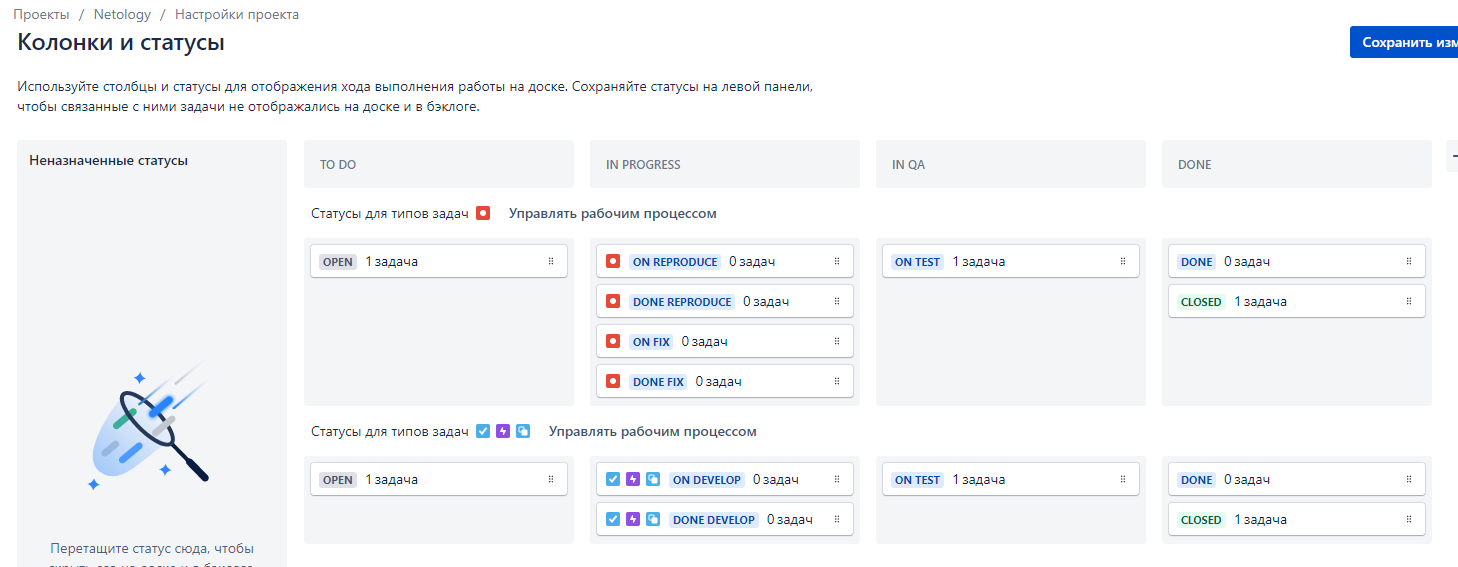 Проекты / Netology / Настройки проекта
Колонки и статусы
Сохранить изм
Используйте столбцы и статусы для отображения хода выполнения работы на доске. Сохраняйте статусы на левой панели,
чтобы связанные с ними задачи не отображались на доске и в бэклоге.
Неназначенные статусы
TO DO
IN PROGRESS
IN QA
DONE
Статусы для типов задач Управлять рабочим процессом
OPEN 1 задача
ON REPRODUCE 0 задач
DONE REPRODUCE 0 задач
ON FIX 0 задач
DONE FIX 0 задач
ON TEST 1 задача
DONE 0 задач
CLOSED 1 задача
Статусы для типов задач Управлять рабочим процессом
OPEN 1 задача
ON DEVELOP 0 задач
DONE DEVELOP 0 задач
ON TEST 1 задача
DONE 0 задач
CLOSED 1 задача
Перетащите статус сюда, чтобы